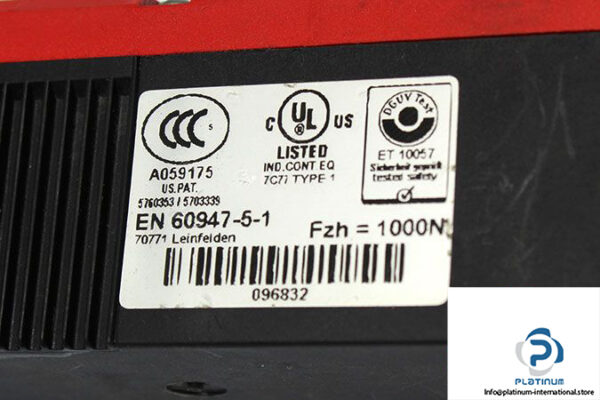 CCC S
A059175
US.PAT.
5760353 / 5703339
EN 60947-5-1
70771 Leinfelden
C UL US
LISTED
IND.CONT.EQ
7C77 TYPE 1
Fzh = 1000N
DGUV Test
ET 10057
Sicherheit geprüft
tested safety
096832
PLATINUM
INTERNATIONAL
Info@platinum-international.store